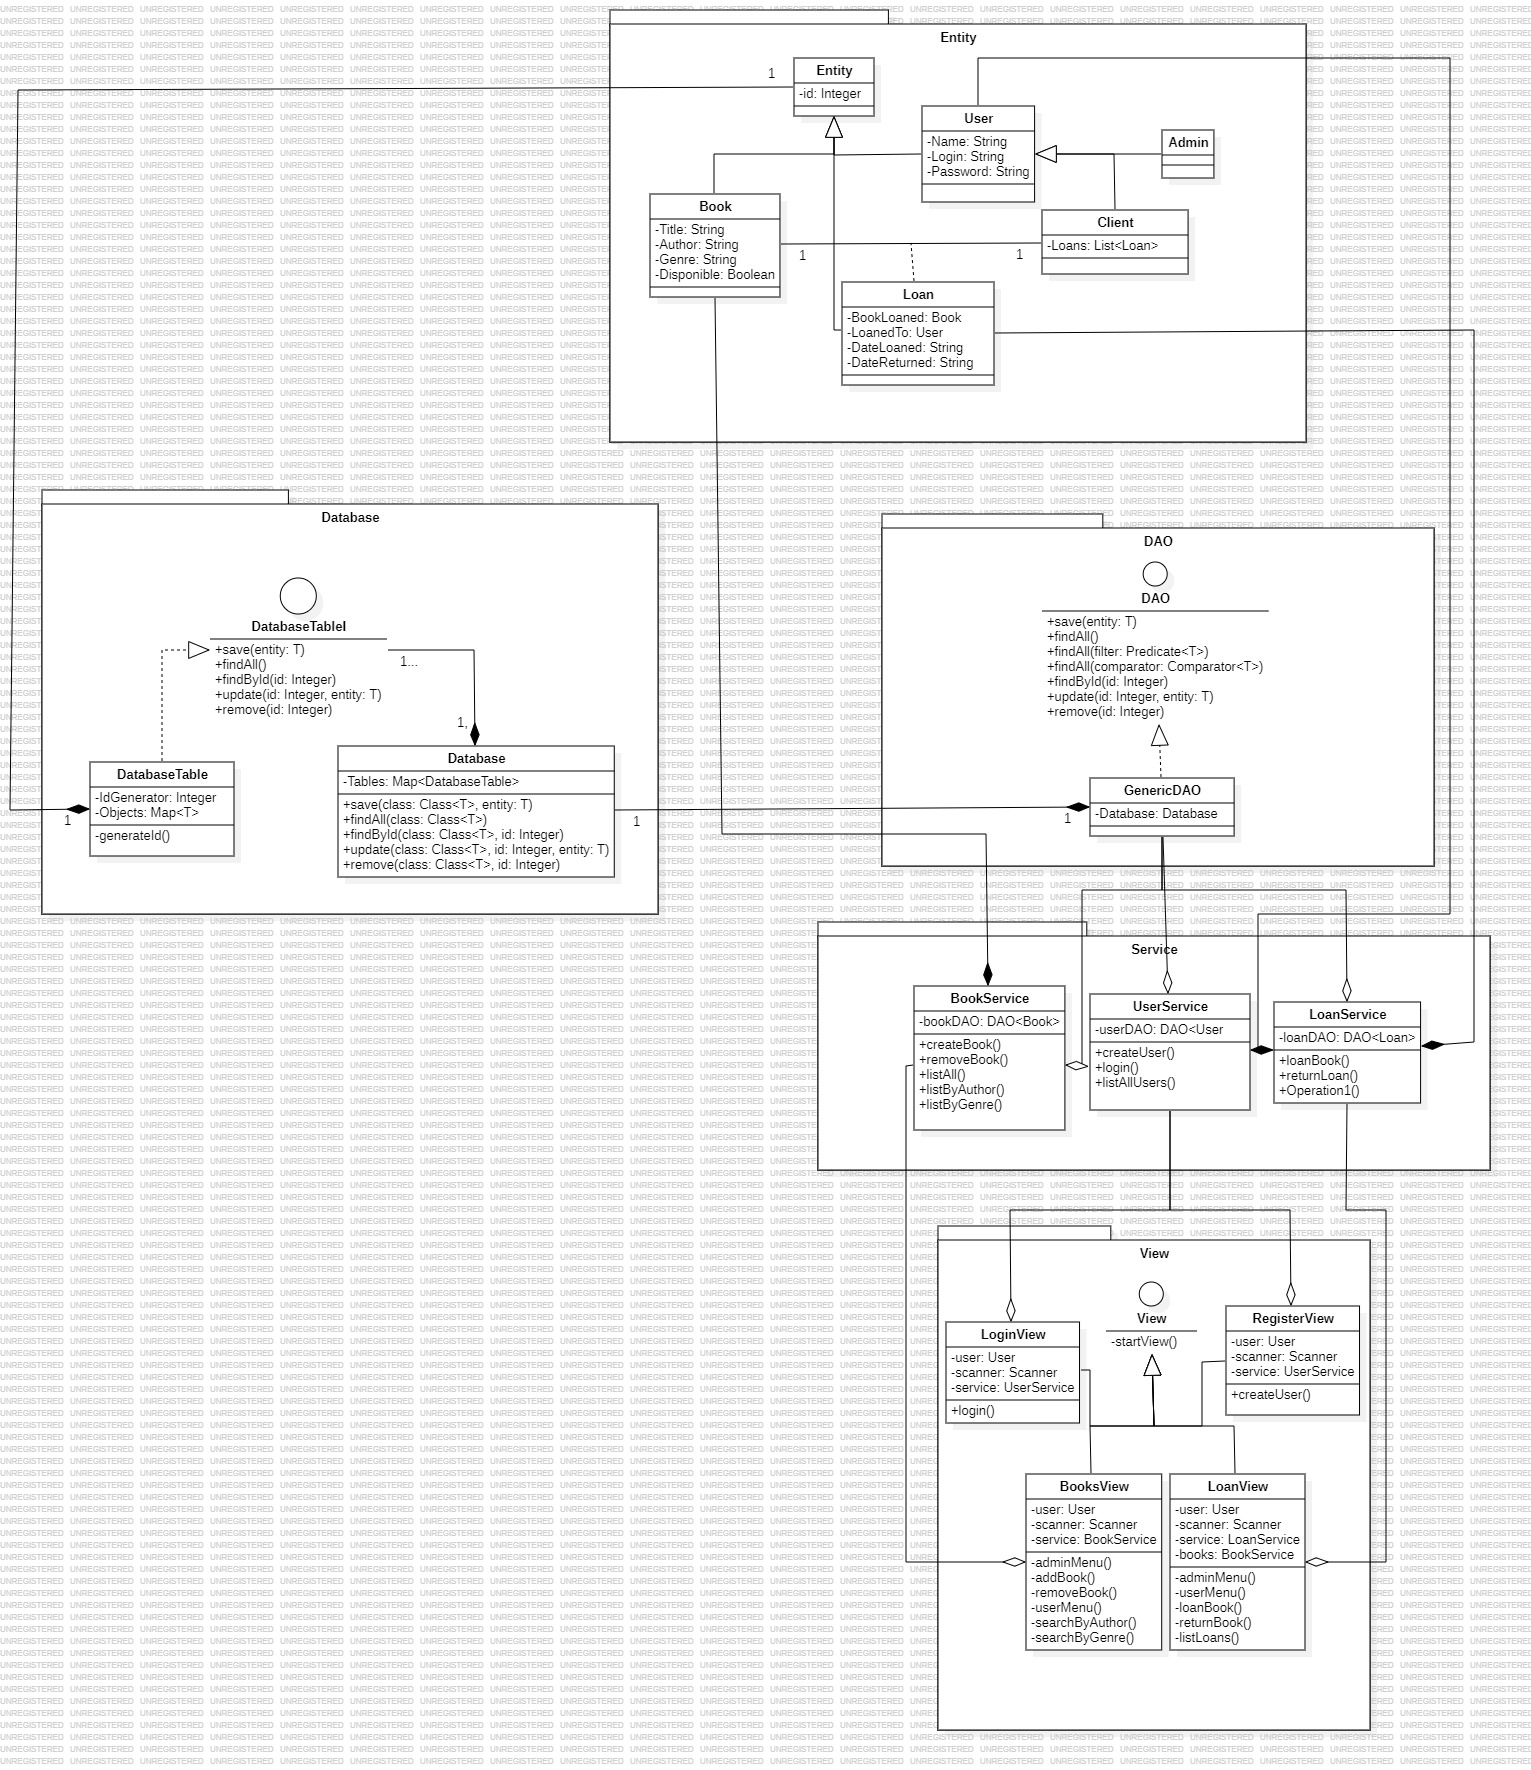 Entity
1
Entity
-id: Integer
User
-Name: String
-Login: String
-Password: String
Admin
Book
-Title: String
-Author: String
-Genre: String
-Disponible: Boolean
1
1
Client
-Loans: List<Loan>
Loan
-BookLoaned: Book
-LoanedTo: User
-DateLoaned: String
-DateReturned: String
Database
DatabaseTableI
+save(entity: T)
+findAll()
+findById(id: Integer)
+update(id: Integer, entity: T)
+remove(id: Integer)
1...
1,
DatabaseTable
-IdGenerator: Integer
-Objects: Map<T>
-generateId()
1
Database
-Tables: Map<DatabaseTable>
+save(class: Class<T>, entity: T)
+findAll(class: Class<T>)
+findById(class: Class<T>, id: Integer)
+update(class: Class<T>, id: Integer, entity: T)
+remove(class: Class<T>, id: Integer)
1
1
DAO
DAO
+save(entity: T)
+findAll()
+findAll(filter: Predicate<T>)
+findAll(comparator: Comparator<T>)
+findById(id: Integer)
+update(id: Integer, entity: T)
+remove(id: Integer)
GenericDAO
-Database: Database
Service
BookService
-bookDAO: DAO<Book>
+createBook()
+removeBook()
+listAll()
+listByAuthor()
+listByGenre()
UserService
-userDAO: DAO<User
+createUser()
+login()
+listAllUsers()
LoanService
-loanDAO: DAO<Loan>
+loanBook()
+returnLoan()
+Operation1()
View
View
-startView()
LoginView
-user: User
-scanner: Scanner
-service: UserService
+login()
RegisterView
-user: User
-scanner: Scanner
-service: UserService
+createUser()
BooksView
-user: User
-scanner: Scanner
-service: BookService
-adminMenu()
-addBook()
-removeBook()
-userMenu()
-searchByAuthor()
-searchByGenre()
LoanView
-user: User
-scanner: Scanner
-service: LoanService
-books: BookService
-adminMenu()
-userMenu()
-loanBook()
-returnBook()
-listLoans()
UNREGISTERED